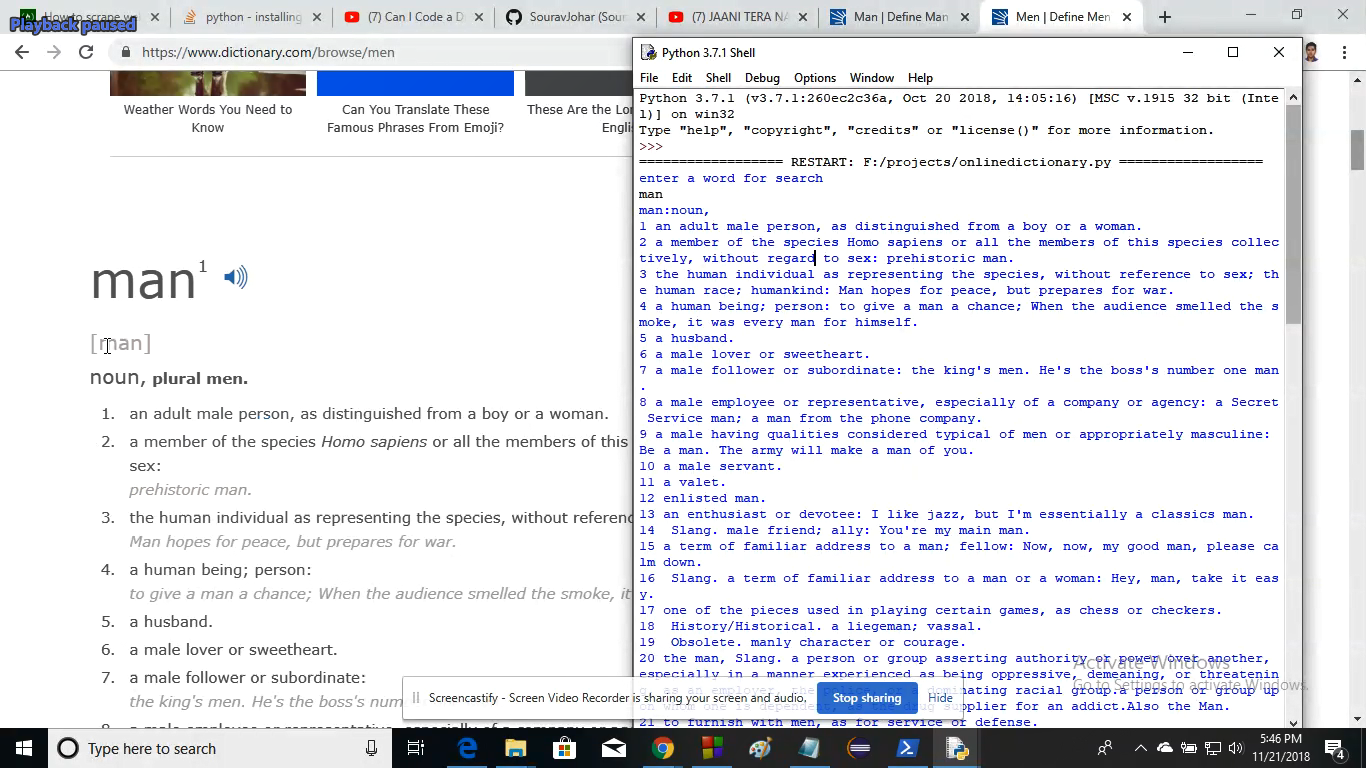 How to scrape w
python - installing
(7) Can I Code a D
SouravJohar (Sou
(7) JAANI TERA NA
Man | Define Man
Men | Define Men
Playback paused
https://www.dictionary.com/browse/men
Weather Words You Need to
Know
Can You Translate These
Famous Phrases From Emoji?
These Are the Lo
Engli
man1
[man]
noun, plural men.
1. an adult male person, as distinguished from a boy or a woman.
2. a member of the species Homo sapiens or all the members of this
sex:
prehistoric man.
3. the human individual as representing the species, without referenc
Man hopes for peace, but prepares for war.
4. a human being; person:
to give a man a chance; When the audience smelled the smoke, it
5. a husband.
6. a male lover or sweetheart.
7. a male follower or subordinate:
the king's men. He's the boss's num
Python 3.7.1 Shell
File Edit Shell Debug Options Window Help
Python 3.7.1 (v3.7.1:260ec2c36a, Oct 20 2018, 14:05:16) [MSC v.1915 32 bit (Inte
l)] on win32
Type "help", "copyright", "credits" or "license()" for more information.
>>>
================== RESTART: F:/projects/onlinedictionary.py ==================
enter a word for search
man
man:noun,
1 an adult male person, as distinguished from a boy or a woman.
2 a member of the species Homo sapiens or all the members of this species collec
tively, without regard to sex: prehistoric man.
3 the human individual as representing the species, without reference to sex; th
e human race; humankind: Man hopes for peace, but prepares for war.
4 a human being; person: to give a man a chance; When the audience smelled the s
moke, it was every man for himself.
5 a husband.
6 a male lover or sweetheart.
7 a male follower or subordinate: the king's men. He's the boss's number one man
.
8 a male employee or representative, especially of a company or agency: a Secret
Service man; a man from the phone company.
9 a male having qualities considered typical of men or appropriately masculine:
Be a man. The army will make a man of you.
10 a male servant.
11 a valet.
12 enlisted man.
13 an enthusiast or devotee: I like jazz, but I'm essentially a classics man.
14 Slang. male friend; ally: You're my main man.
15 a term of familiar address to a man; fellow: Now, now, my good man, please ca
lm down.
16 Slang. a term of familiar address to a man or a woman: Hey, man, take it eas
y.
17 one of the pieces used in playing certain games, as chess or checkers.
18 History/Historical. a liegeman; vassal.
19 Obsolete. manly character or courage.
20 the man, Slang. a person or group asserting authority or power over another,
especially in a manner experienced as being oppressive, demeaning, or threatenin
g, as an employer, the police, or a dominating racial group.a person or group up
on whom one is dependent, as the drug supplier for an addict.Also the Man.
21 to furnish with men, as for service or defense.
Activate Windows
Go to Settings to activate Windows.
Screencastify - Screen Video Recorder is sharing your screen and audio.
Stop sharing
Hide
Type here to search
5:46 PM
11/21/2018
4